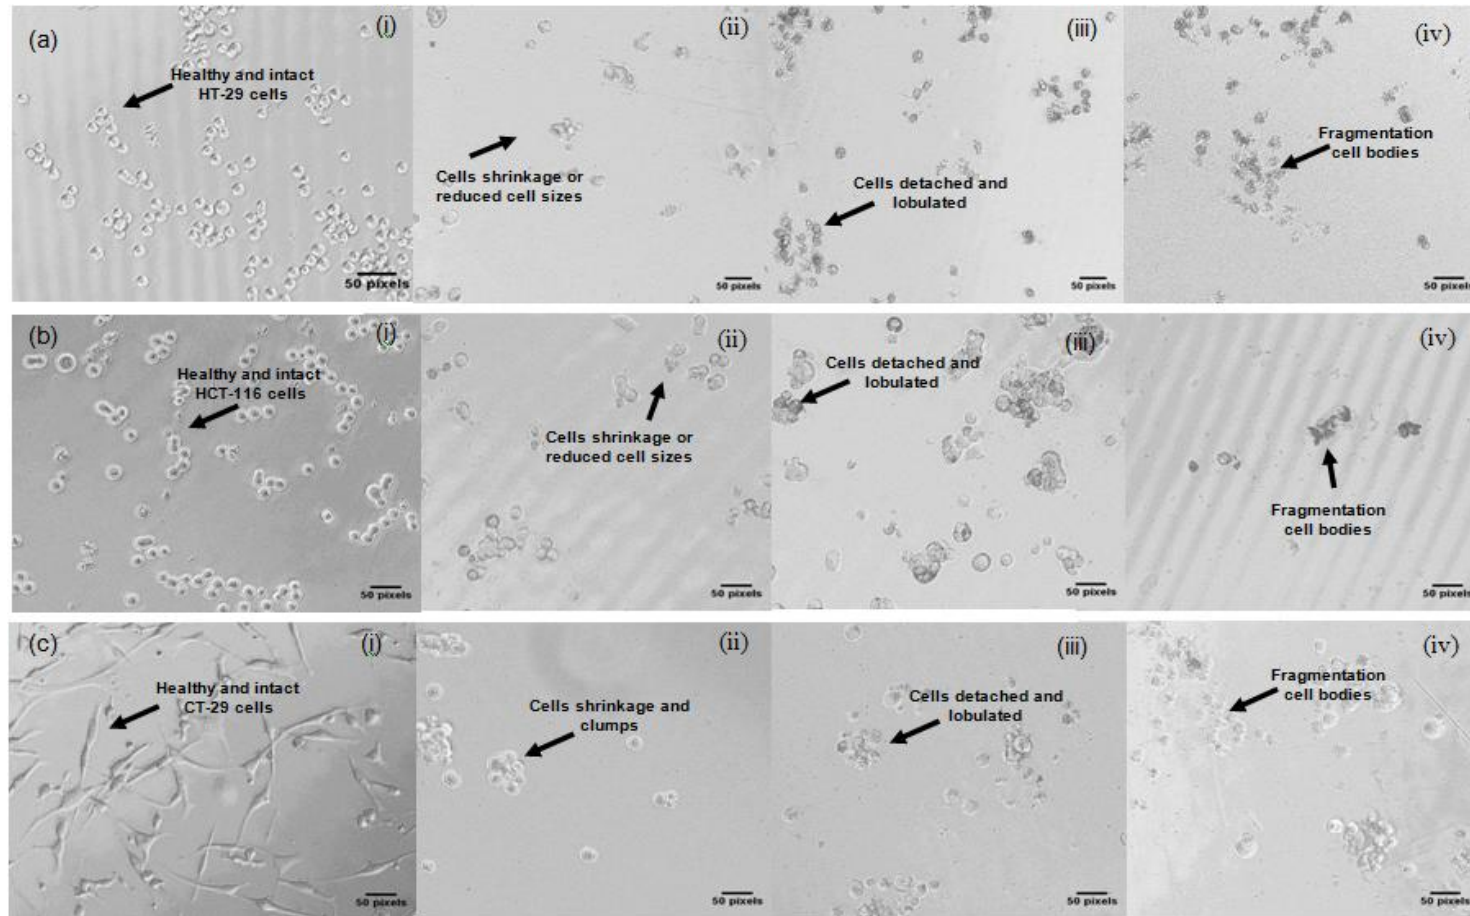 (a)
(i)
Healthy and intact
HT-29 cells
50 pixels
(ii)
Cells shrinkage or
reduced cell sizes
50 pixels
(iii)
Cells detached and
lobulated
50 pixels
(iv)
Fragmentation
cell bodies
50 pixels
(b)
(i)
Healthy and intact
HCT-116 cells
50 pixels
(ii)
Cells shrinkage or
reduced cell sizes
50 pixels
(iii)
Cells detached and
lobulated
50 pixels
(iv)
Fragmentation
cell bodies
50 pixels
(c)
(i)
Healthy and intact
CT-29 cells
50 pixels
(ii)
Cells shrinkage and
clumps
50 pixels
(iii)
Cells detached and
lobulated
50 pixels
(iv)
Fragmentation
cell bodies
50 pixels